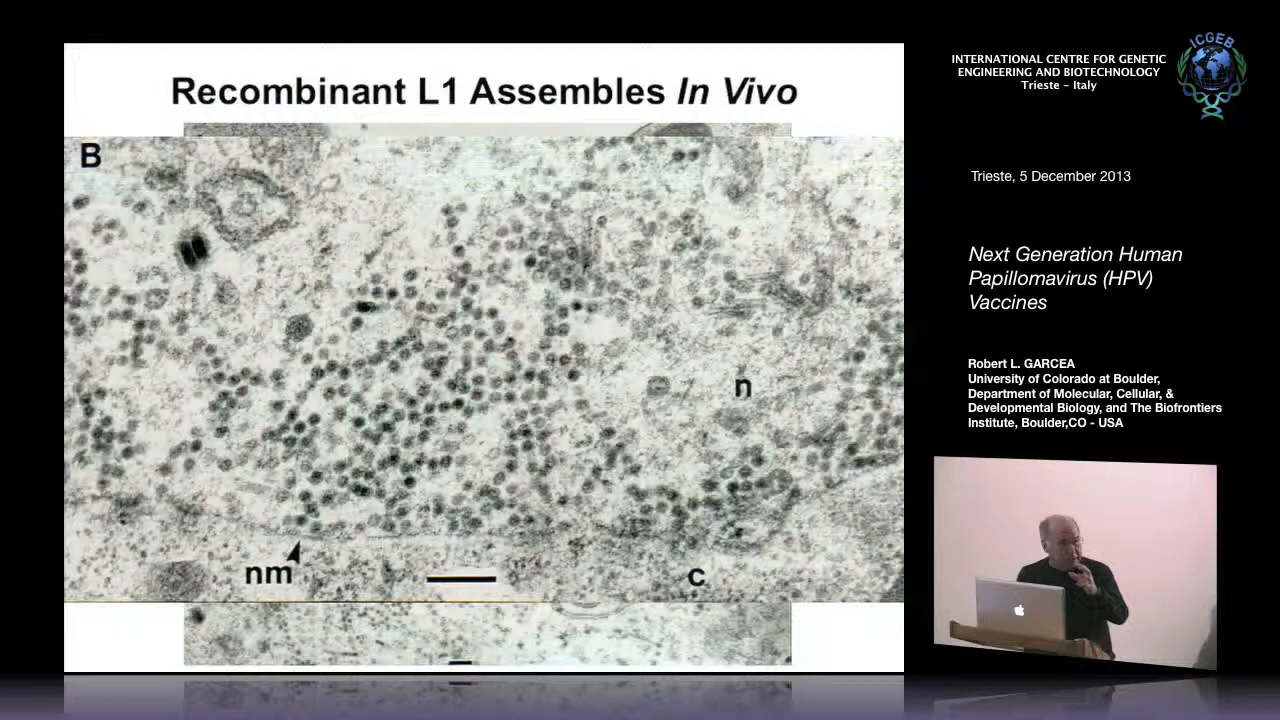 Recombinant L1 Assembles In Vivo
B
n
nm
c
ICGEB
INTERNATIONAL CENTRE FOR GENETIC
ENGINEERING AND BIOTECHNOLOGY
Trieste – Italy
Trieste, 5 December 2013
Next Generation Human
Papillomavirus (HPV)
Vaccines
Robert L. GARCEA
University of Colorado at Boulder,
Department of Molecular, Cellular, &
Developmental Biology, and The Biofrontiers
Institute, Boulder,CO - USA